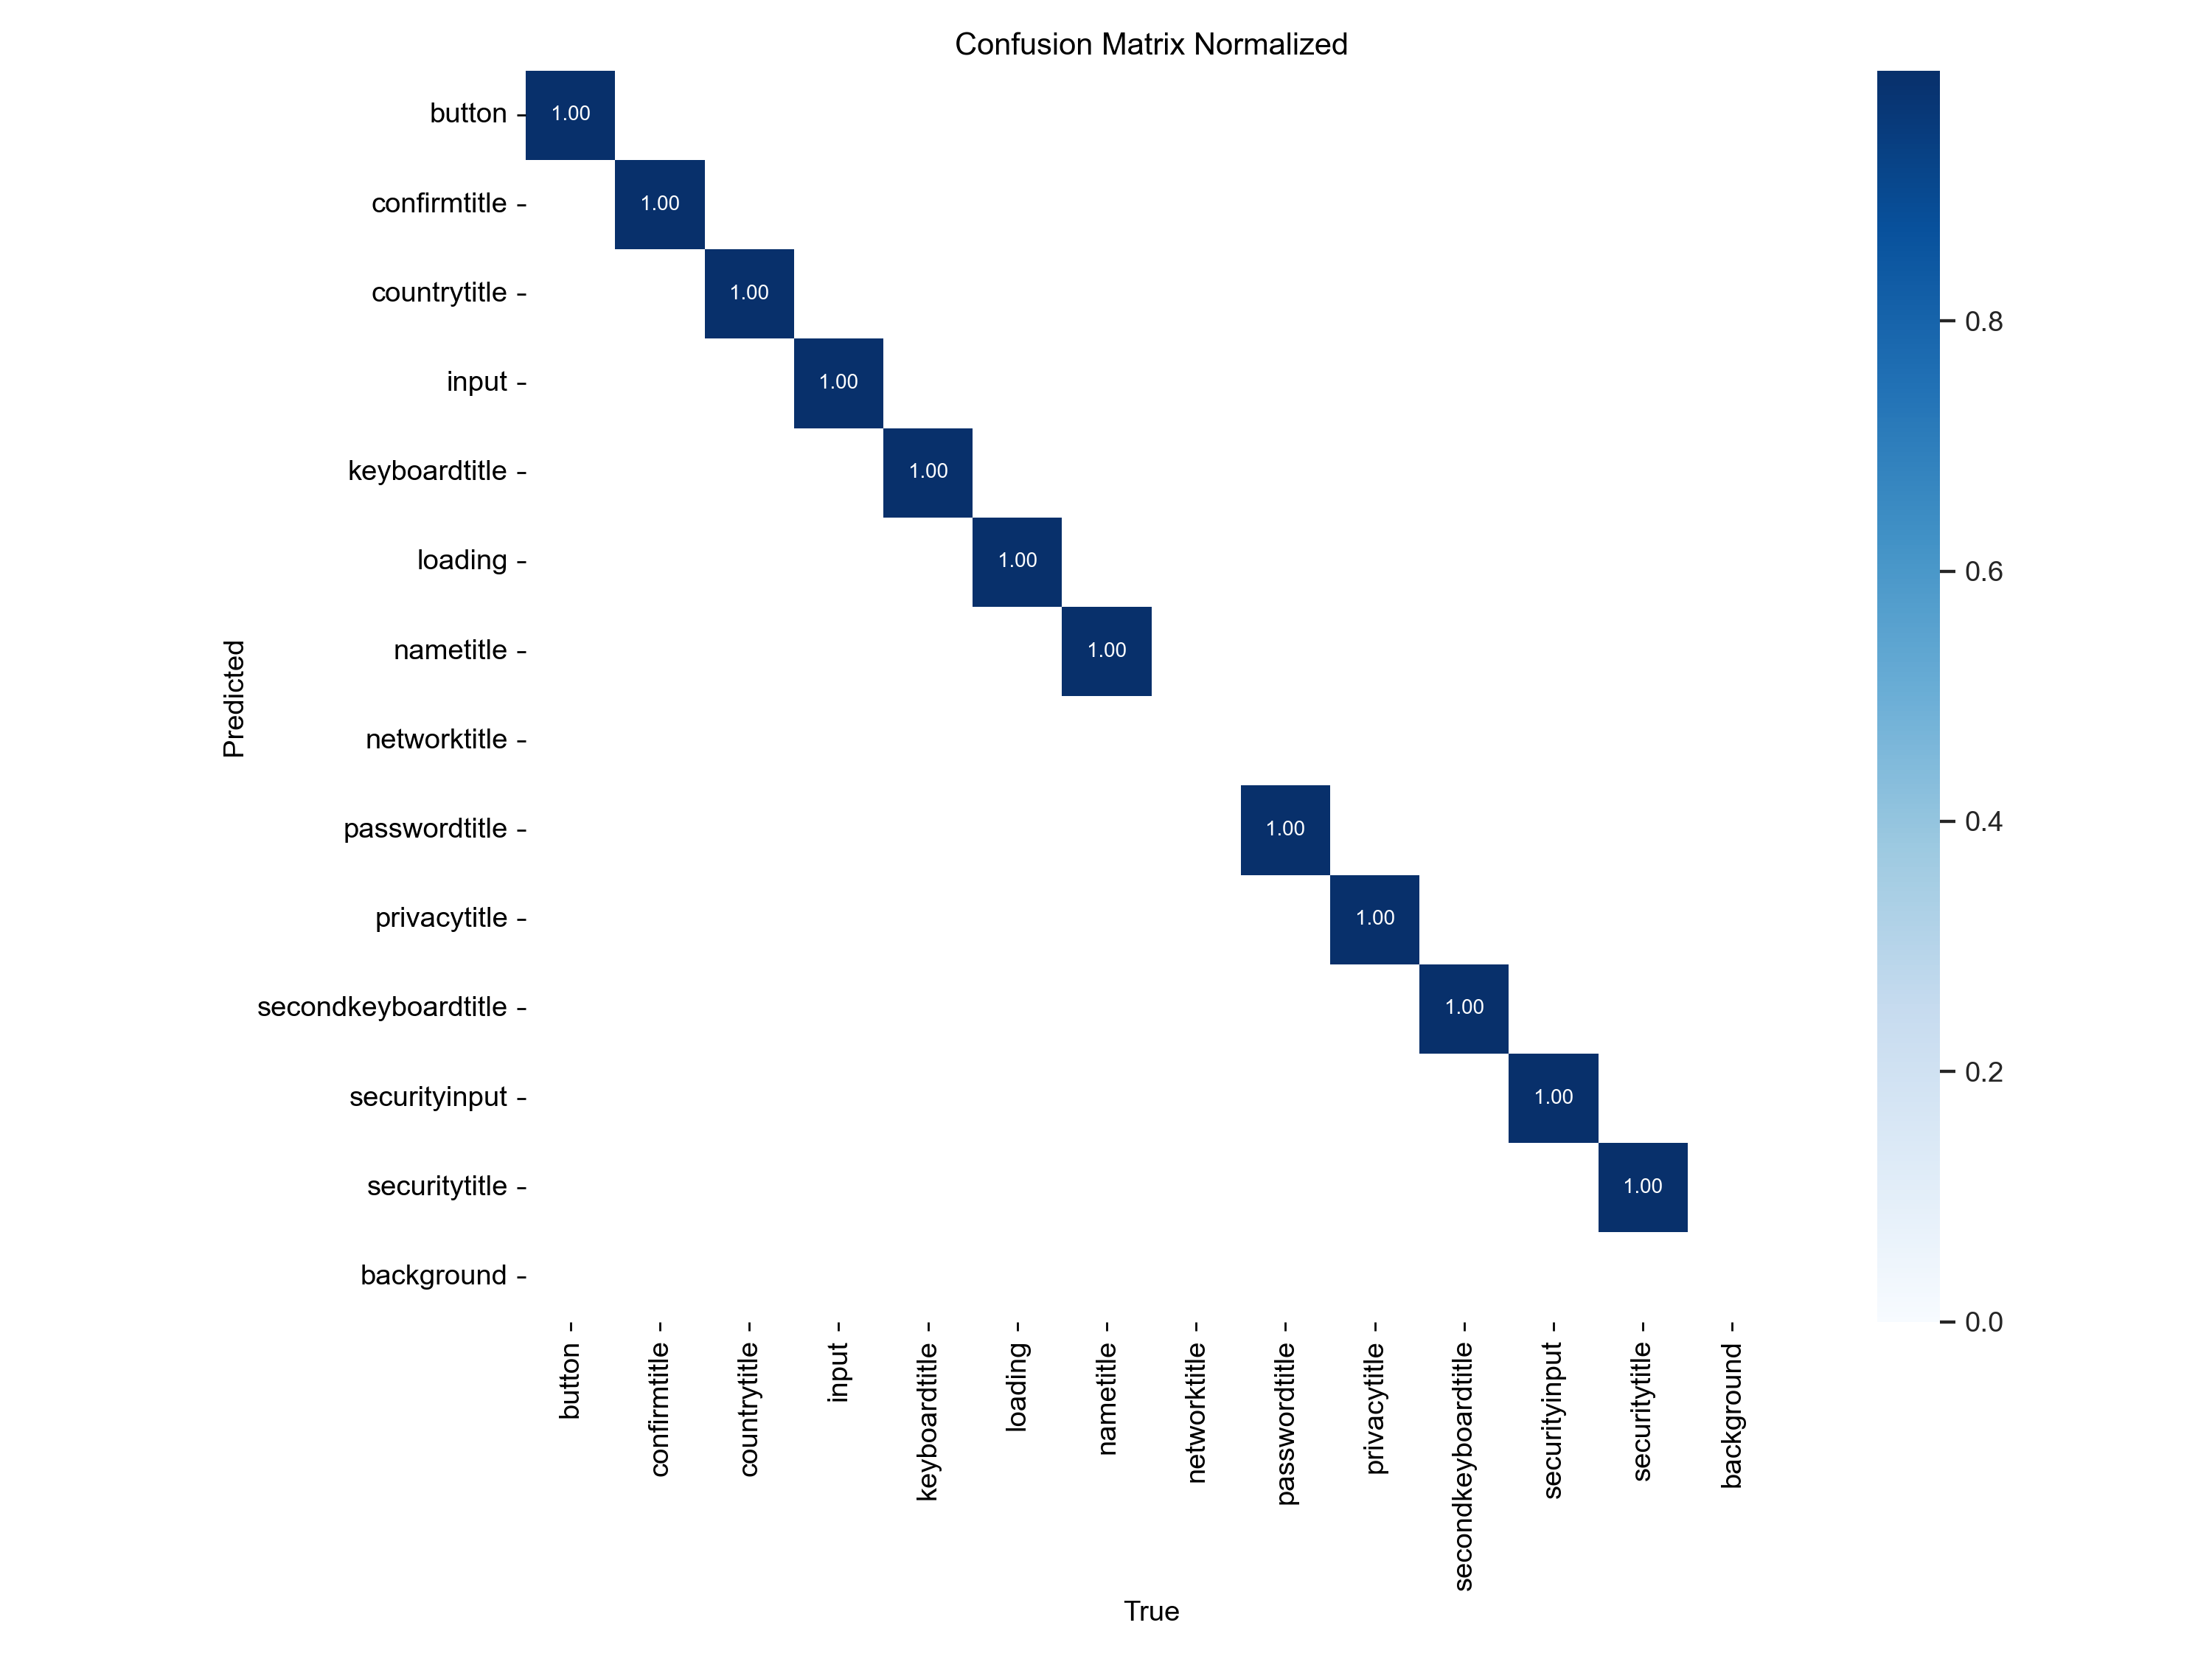 Confusion Matrix Normalized
button
1.00
confirmtitle
1.00
countrytitle
1.00
input
1.00
keyboardtitle
1.00
loading
1.00
nametitle
1.00
networktitle
passwordtitle
1.00
privacytitle
1.00
secondkeyboardtitle
1.00
securityinput
1.00
securitytitle
1.00
background
Predicted
button
confirmtitle
countrytitle
input
keyboardtitle
loading
nametitle
networktitle
passwordtitle
privacytitle
secondkeyboardtitle
securityinput
securitytitle
background
True
0.8
0.6
0.4
0.2
0.0